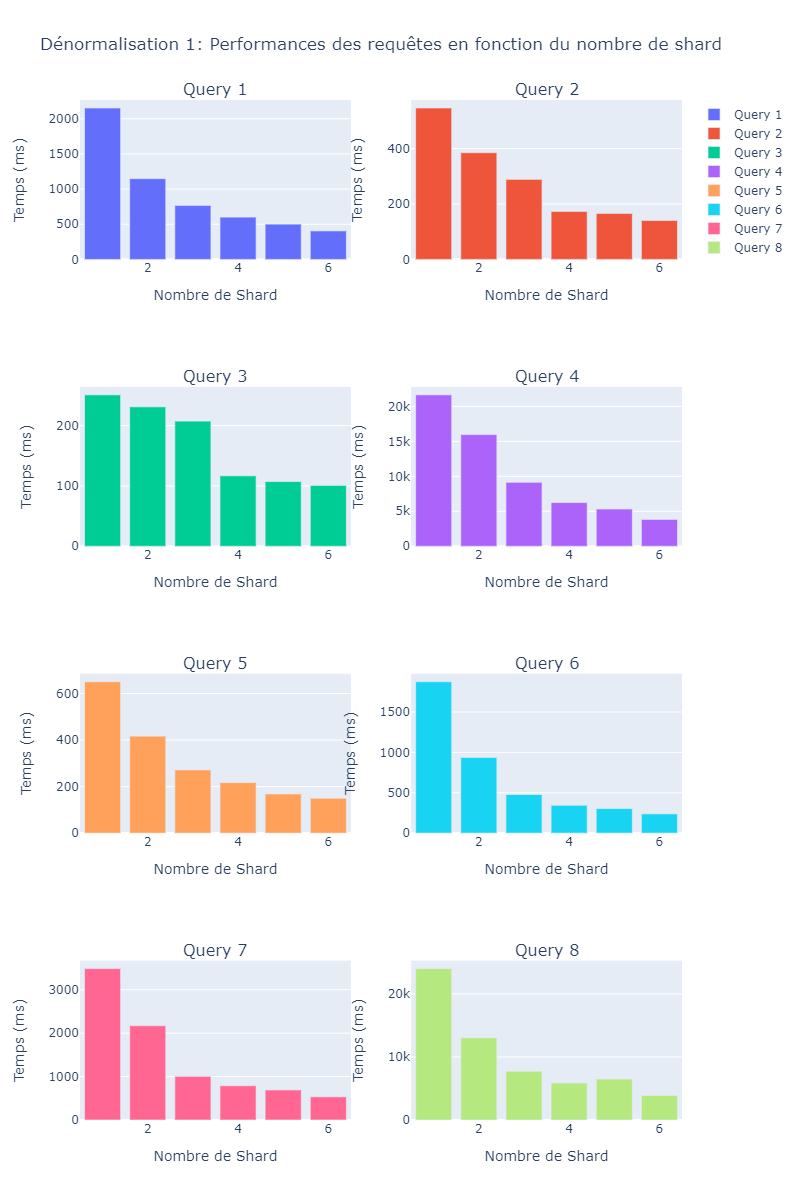 Dénormalisation 1: Performances des requêtes en fonction du nombre de shard
Query 1
Temps (ms)
2000
1500
1000
500
0
2 4 6
Nombre de Shard
Query 2
Temps (ms)
400
200
0
2 4 6
Nombre de Shard
Query 1
Query 2
Query 3
Query 4
Query 5
Query 6
Query 7
Query 8
Query 3
Temps (ms)
200
100
0
2 4 6
Nombre de Shard
Query 4
Temps (ms)
20k
15k
10k
5k
0
2 4 6
Nombre de Shard
Query 5
Temps (ms)
600
400
200
0
2 4 6
Nombre de Shard
Query 6
Temps (ms)
1500
1000
500
0
2 4 6
Nombre de Shard
Query 7
Temps (ms)
3000
2000
1000
0
2 4 6
Nombre de Shard
Query 8
Temps (ms)
20k
10k
0
2 4 6
Nombre de Shard